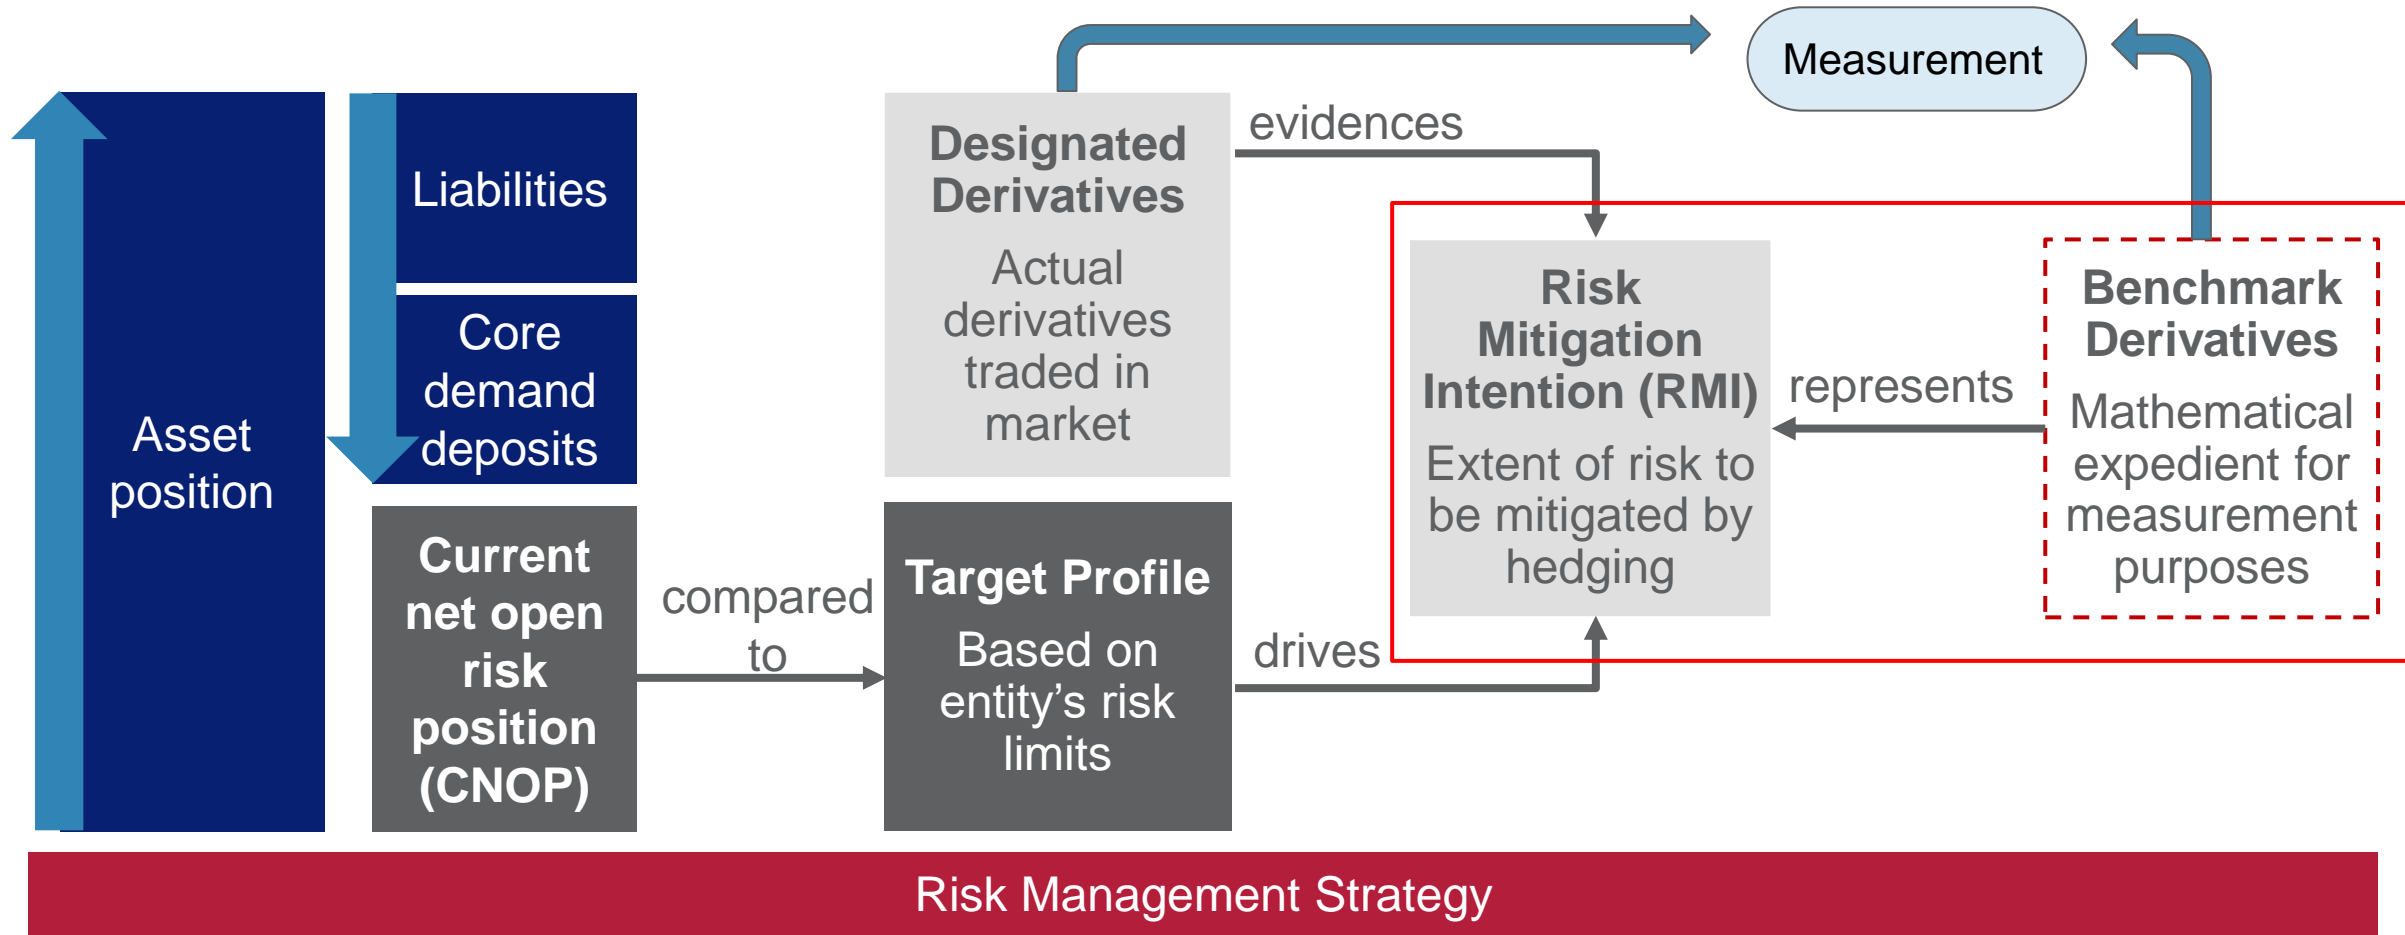 Measurement
Asset
position
Liabilities
Core
demand
deposits
Current
net open
risk
position
(CNOP)
compared
to
Designated
Derivatives
Actual
derivatives
traded in
market
Target Profile
Based on
entity’s risk
limits
evidences
drives
Risk
Mitigation
Intention (RMI)
Extent of risk to
be mitigated by
hedging
represents
Benchmark
Derivatives
Mathematical
expedient for
measurement
purposes
Risk Management Strategy